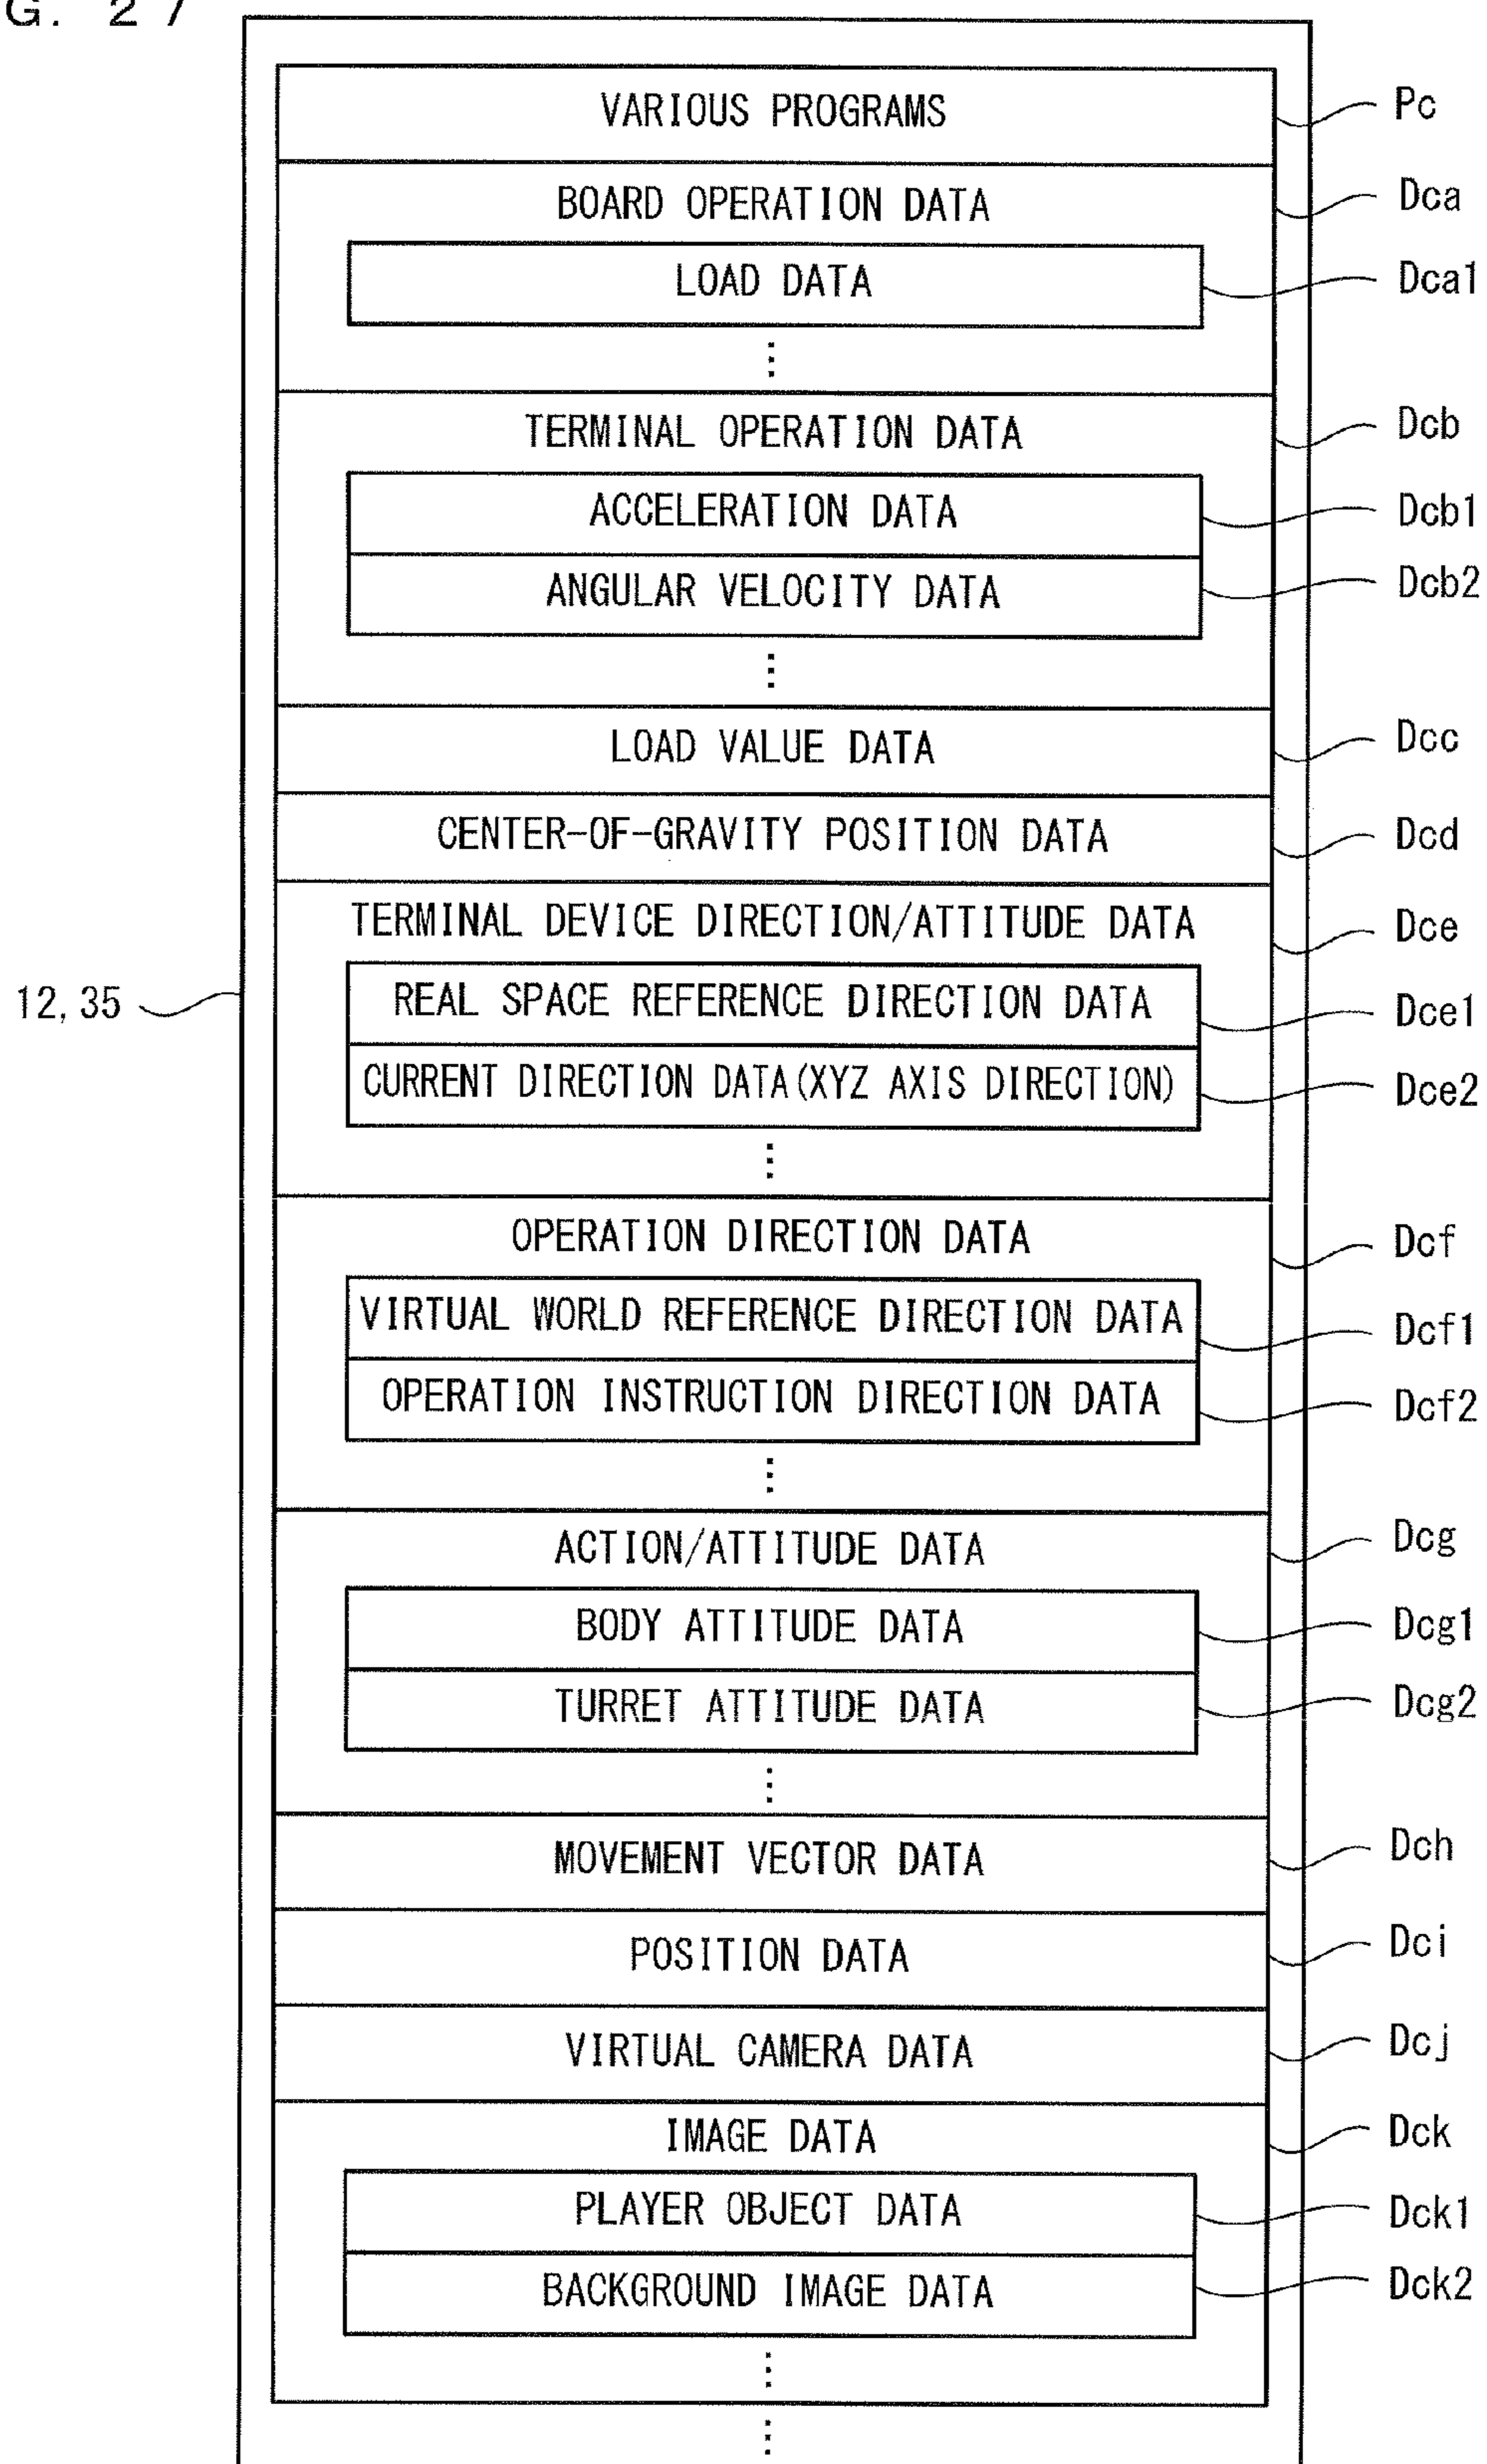 G. 27
VARIOUS PROGRAMS Pc
BOARD OPERATION DATA Dca
LOAD DATA Dca1
TERMINAL OPERATION DATA Dcb
ACCELERATION DATA Dcb1
ANGULAR VELOCITY DATA Dcb2
LOAD VALUE DATA Dcc
CENTER-OF-GRAVITY POSITION DATA Dcd
TERMINAL DEVICE DIRECTION/ATTITUDE DATA Dce
12, 35 REAL SPACE REFERENCE DIRECTION DATA Dce1
CURRENT DIRECTION DATA(XYZ AXIS DIRECTION) Dce2
OPERATION DIRECTION DATA Dcf
VIRTUAL WORLD REFERENCE DIRECTION DATA Dcf1
OPERATION INSTRUCTION DIRECTION DATA Dcf2
ACTION/ATTITUDE DATA Dcg
BODY ATTITUDE DATA Dcg1
TURRET ATTITUDE DATA Dcg2
MOVEMENT VECTOR DATA Dch
POSITION DATA Dci
VIRTUAL CAMERA DATA Dcj
IMAGE DATA Dck
PLAYER OBJECT DATA Dck1
BACKGROUND IMAGE DATA Dck2